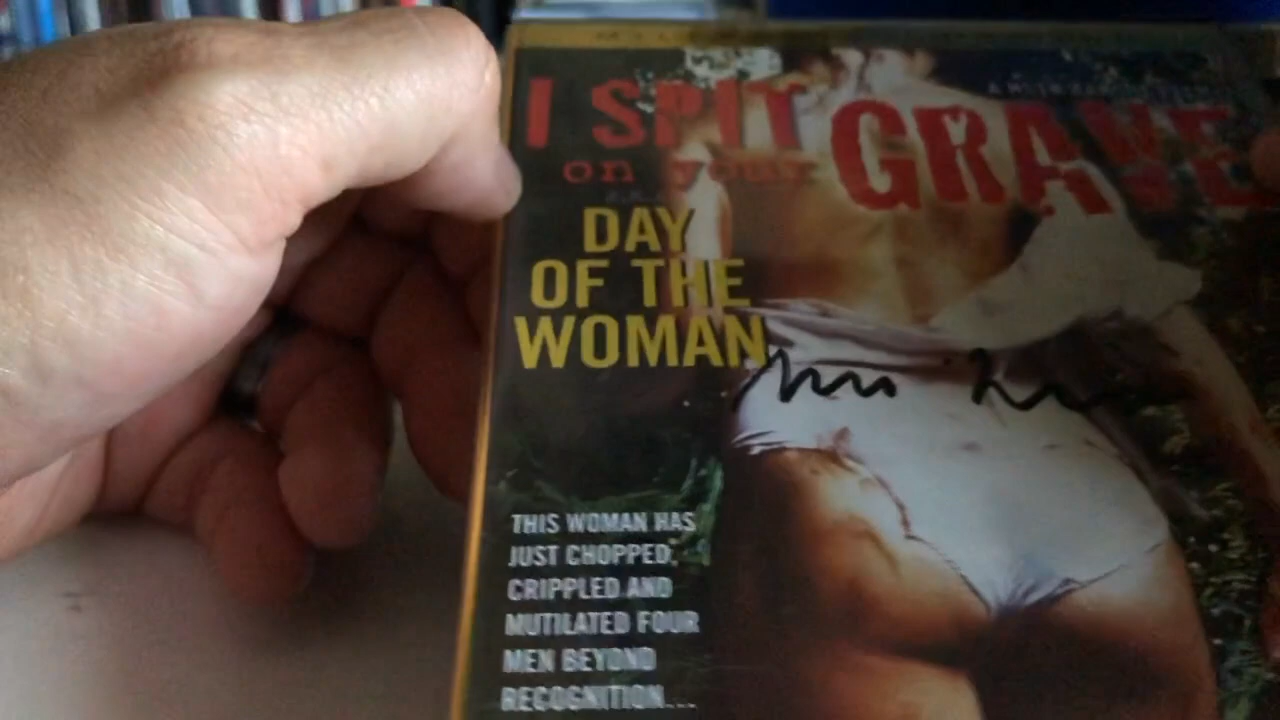 I SPIT
on your
GRAVE
DAY
OF THE
WOMAN
THIS WOMAN HAS
JUST CHOPPED,
CRIPPLED AND
MUTILATED FOUR
MEN BEYOND
RECOGNITION...